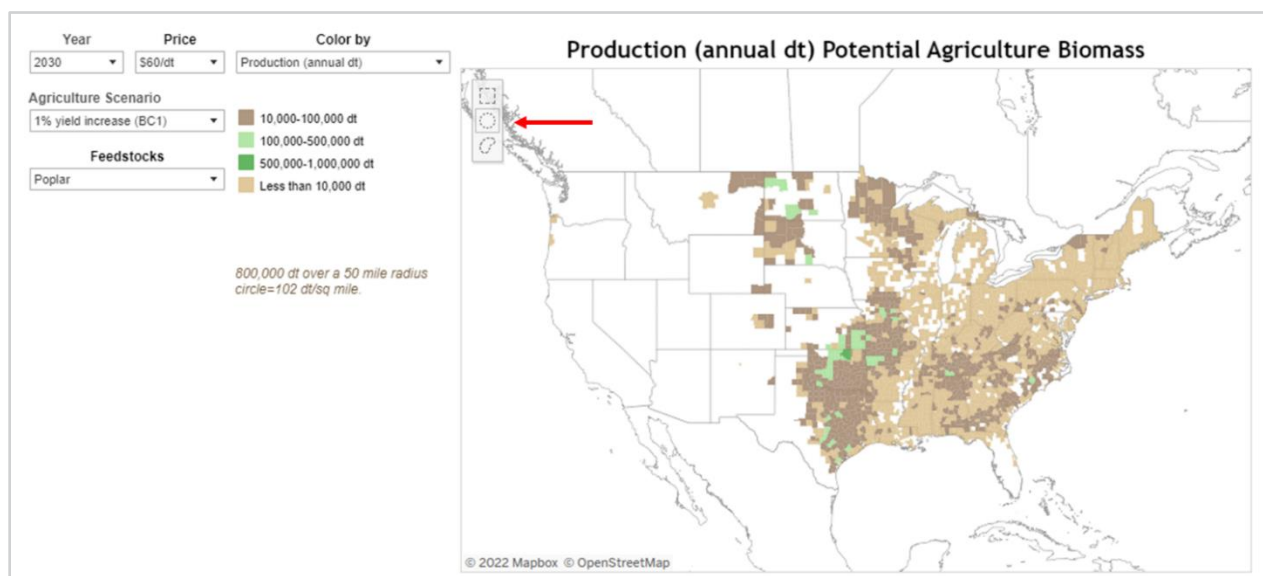 Year
Price
Color by
2030
$60/dt
Production (annual dt)
Agriculture Scenario
1% yield increase (BC1)
Feedstocks
Poplar
10,000-100,000 dt
100,000-500,000 dt
500,000-1,000,000 dt
Less than 10,000 dt
800,000 dt over a 50 mile radius
circle=102 dt/sq mile.
Production (annual dt) Potential Agriculture Biomass
© 2022 Mapbox © OpenStreetMap